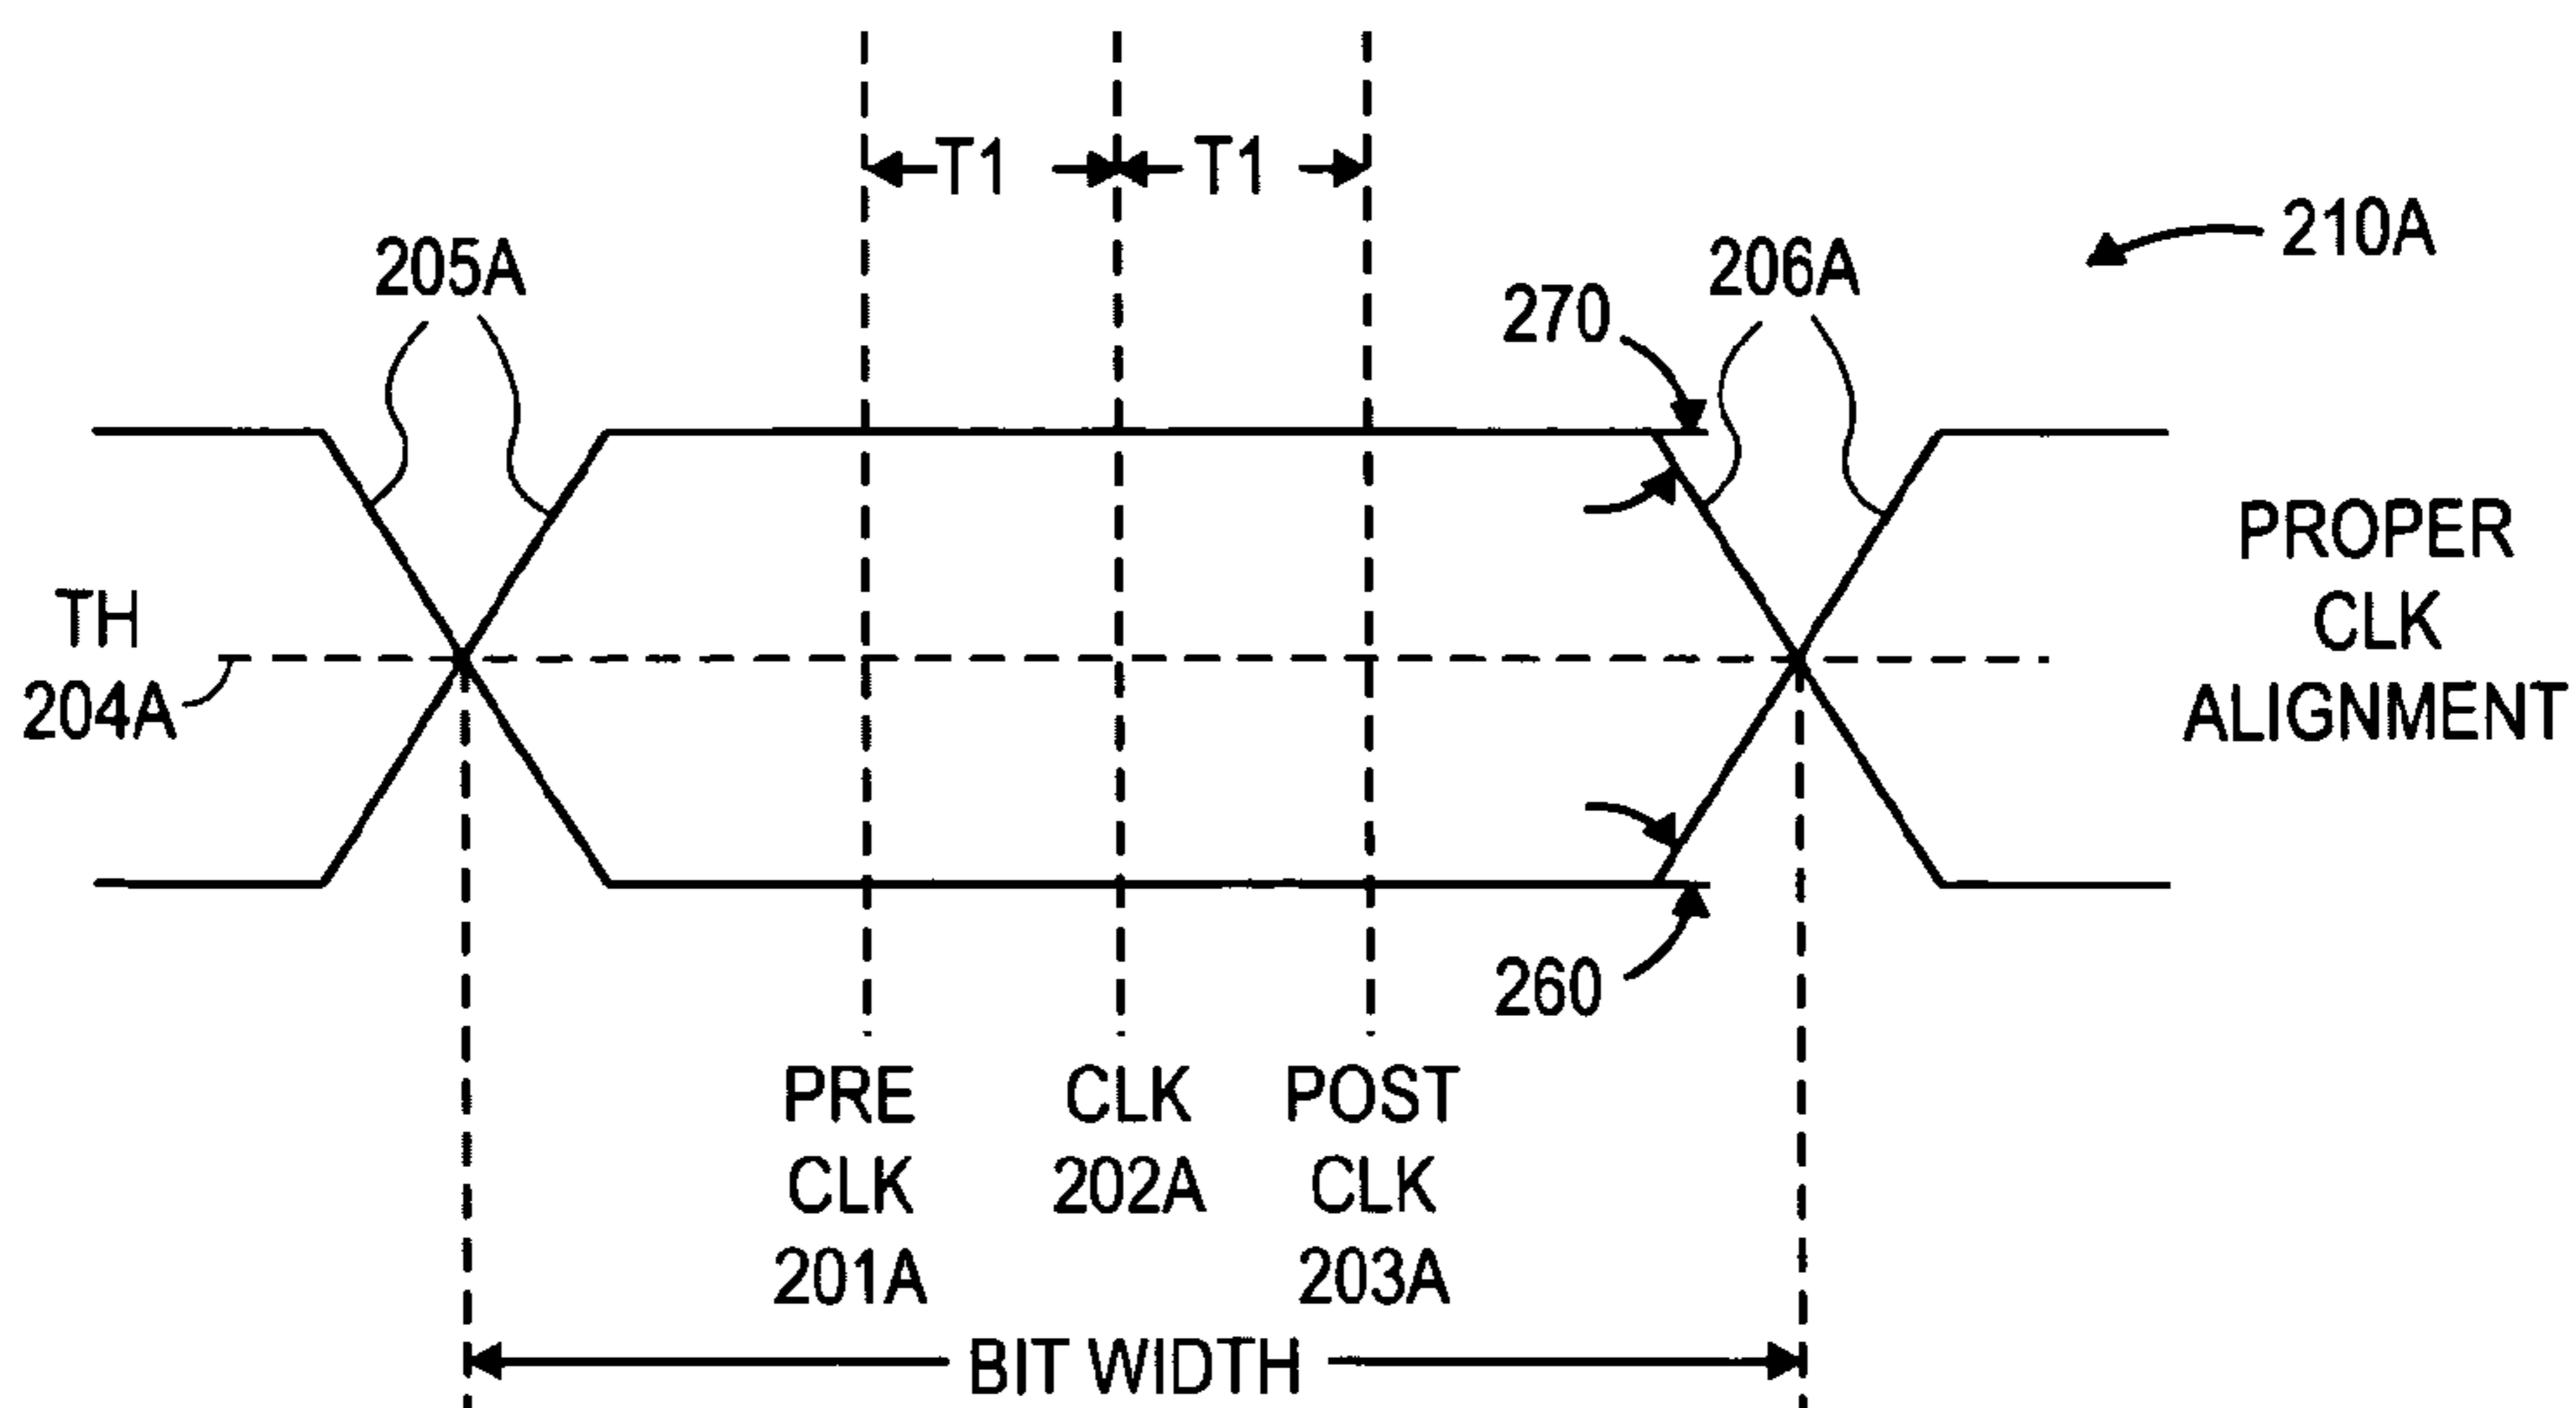 T1
T1
210A
205A
206A
270
PROPER
CLK
ALIGNMENT
TH
204A
260
PRE
CLK
201A
CLK
202A
POST
CLK
203A
BIT WIDTH